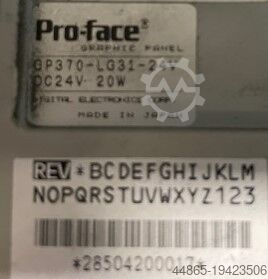 Pro-face®
GRAPHIC PANEL
GP370-LG31-24V
DC24V 20W
DIGITAL ELECTRONICS CORP.
MADE IN JAPAN
REV *BCDEFGHIJKLM
NOPQRSTUVWXYZ123
*28504200017*
44865-19423506